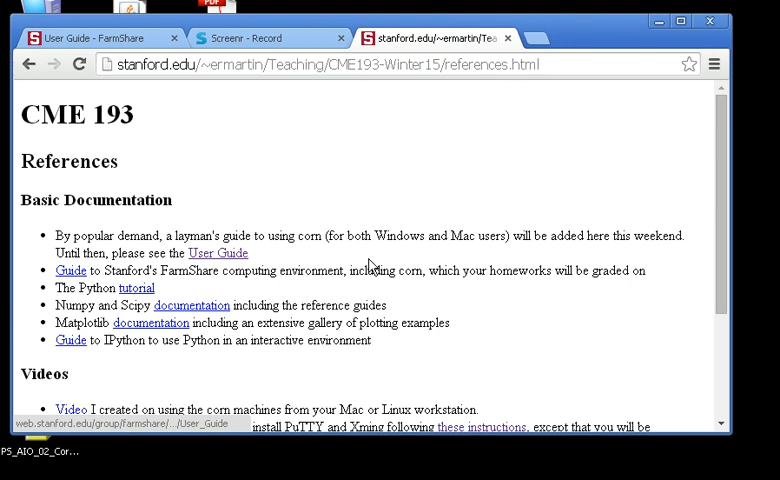 PDF
User Guide - FarmShare
Screenr - Record
stanford.edu/~ermartin/Tea
stanford.edu/~ermartin/Teaching/CME193-Winter15/references.html
CME 193
References
Basic Documentation
By popular demand, a layman's guide to using corn (for both Windows and Mac users) will be added here this weekend.
Until then, please see the User Guide
Guide to Stanford's FarmShare computing environment, including corn, which your homeworks will be graded on
The Python tutorial
Numpy and Scipy documentation including the reference guides
Matplotlib documentation including an extensive gallery of plotting examples
Guide to IPython to use Python in an interactive environment
Videos
Video I created on using the corn machines from your Mac or Linux workstation.
web.stanford.edu/group/farmshare/.../User_Guide
install PuTTY and Xming following these instructions, except that you will be
PS_AIO_02_Cor...